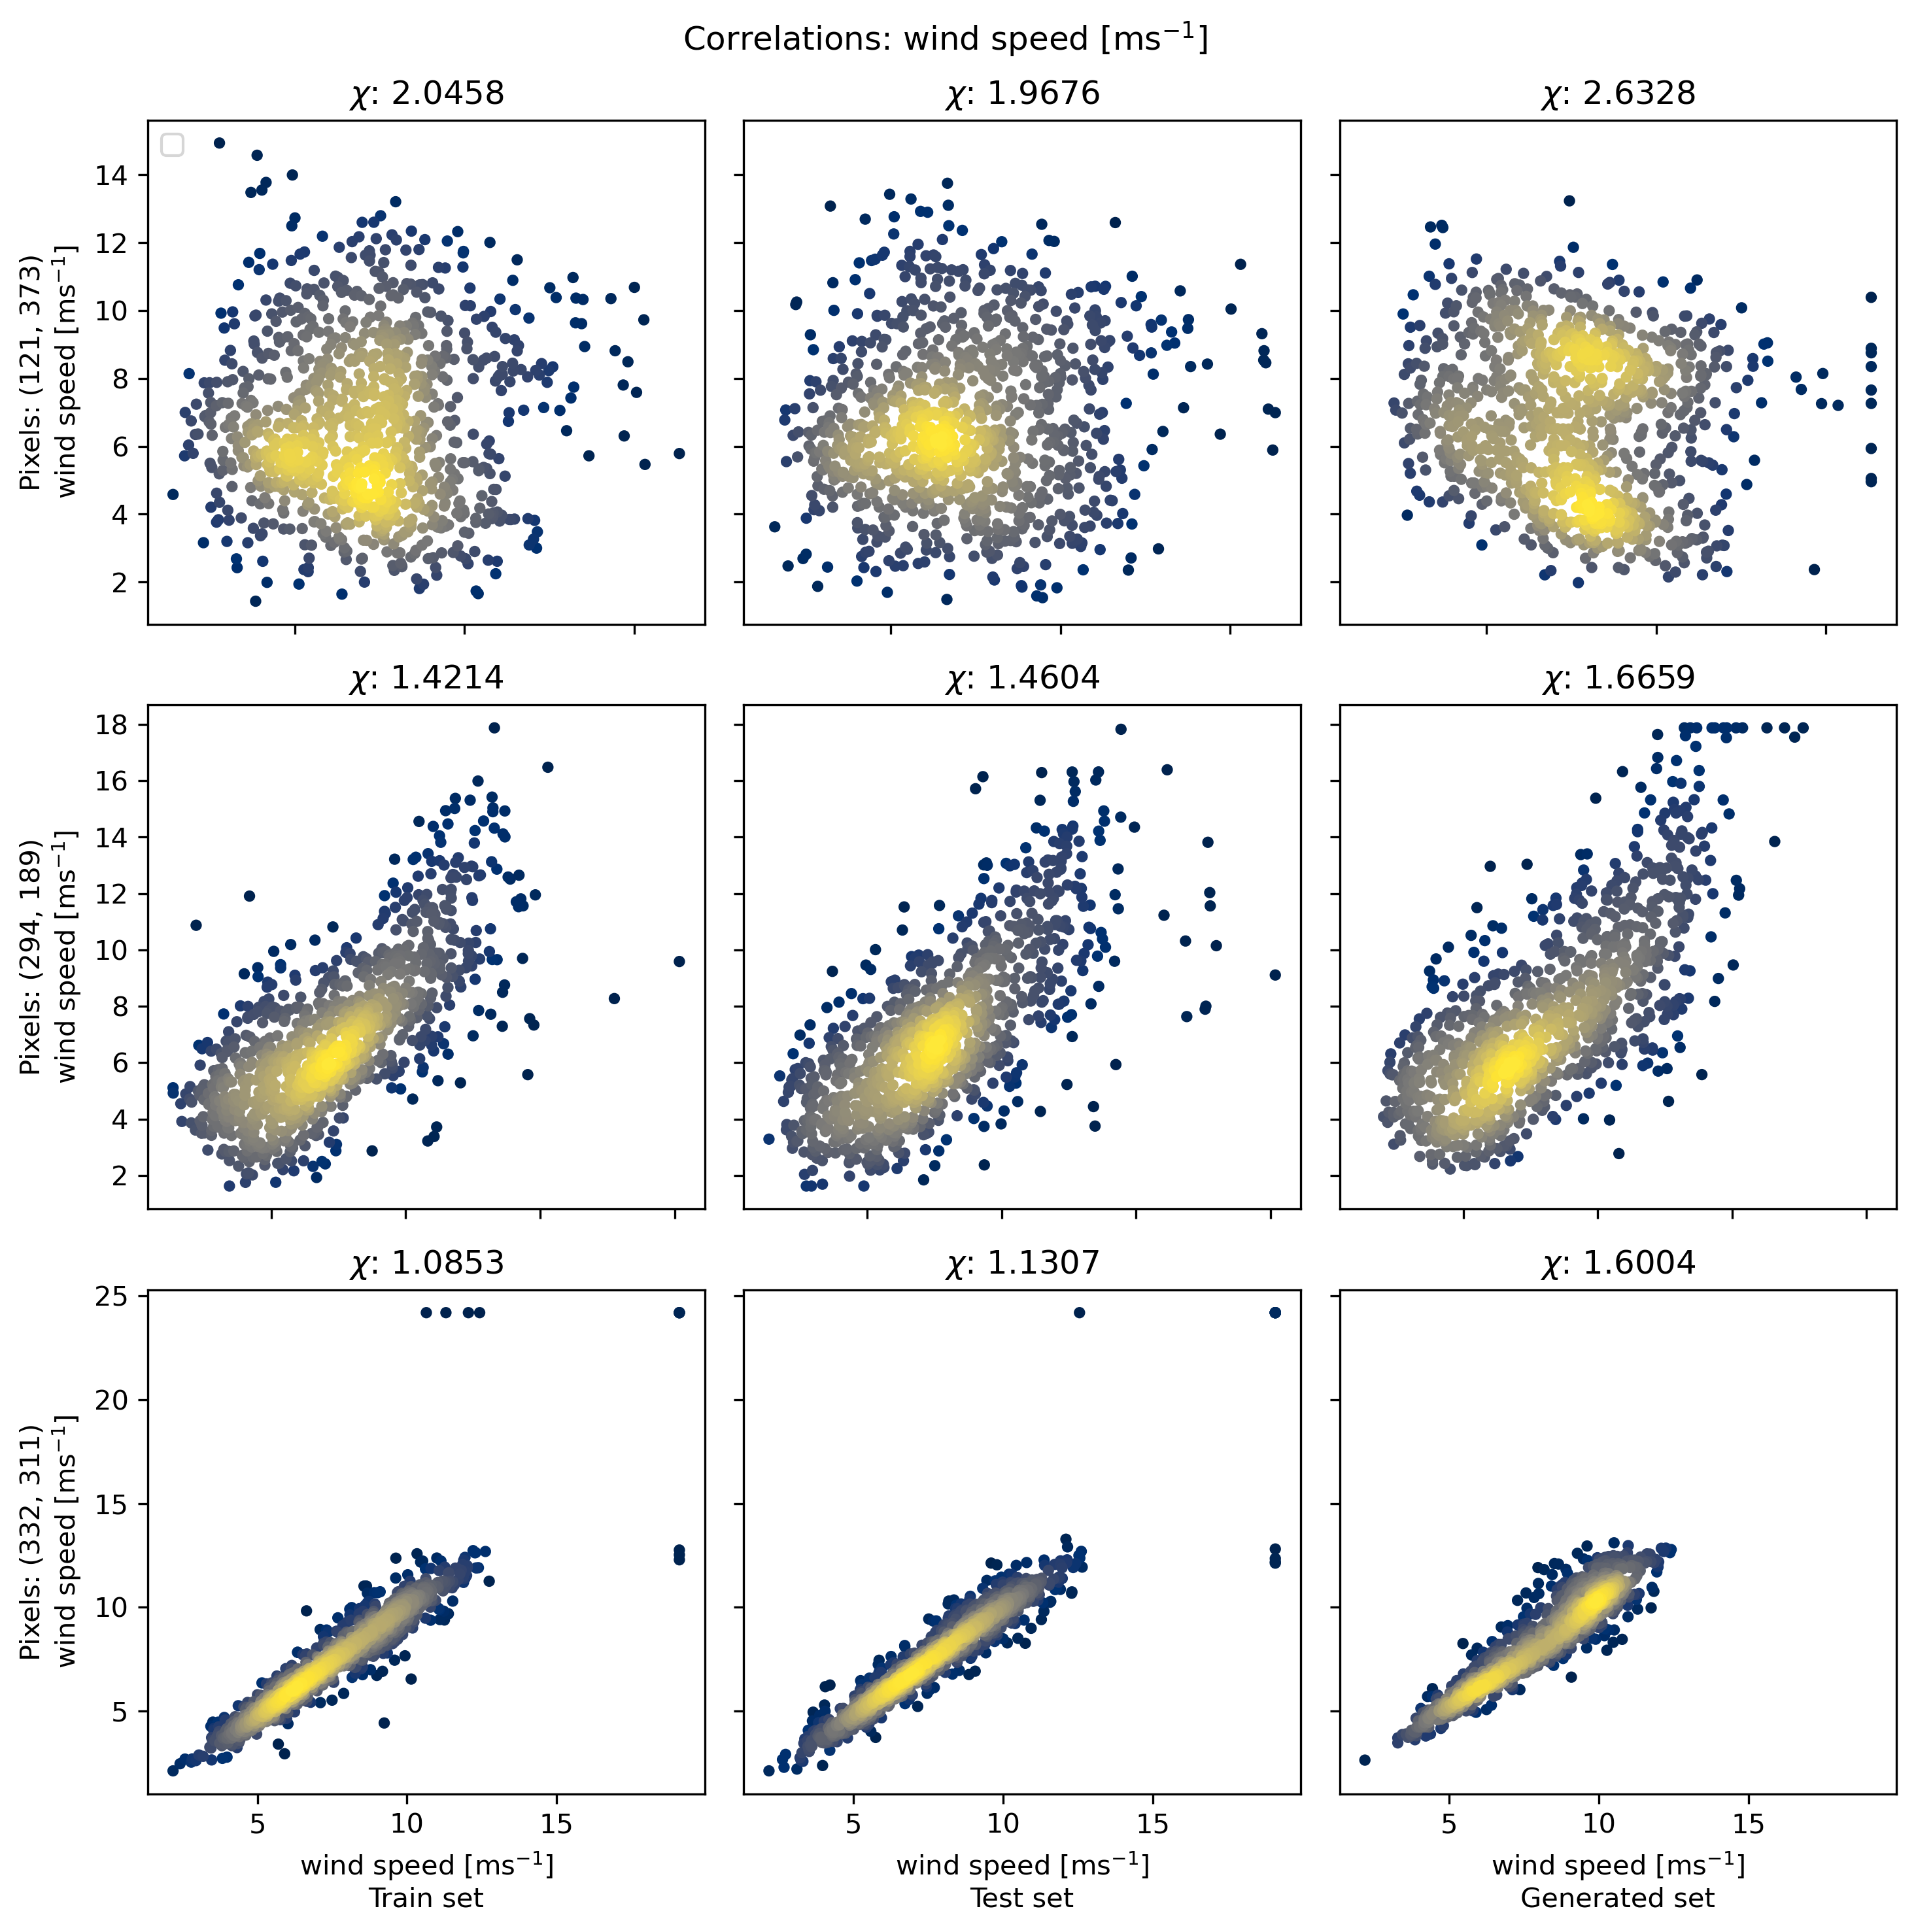 Correlations: wind speed [ms⁻¹]
χ: 2.0458
χ: 1.9676
χ: 2.6328
Pixels: (121, 373)
wind speed [ms⁻¹]
14
12
10
8
6
4
2
χ: 1.4214
χ: 1.4604
χ: 1.6659
Pixels: (294, 189)
wind speed [ms⁻¹]
18
16
14
12
10
8
6
4
2
χ: 1.0853
χ: 1.1307
χ: 1.6004
Pixels: (332, 311)
wind speed [ms⁻¹]
25
20
15
10
5
5 10 15
5 10 15
5 10 15
wind speed [ms⁻¹]
Train set
wind speed [ms⁻¹]
Test set
wind speed [ms⁻¹]
Generated set